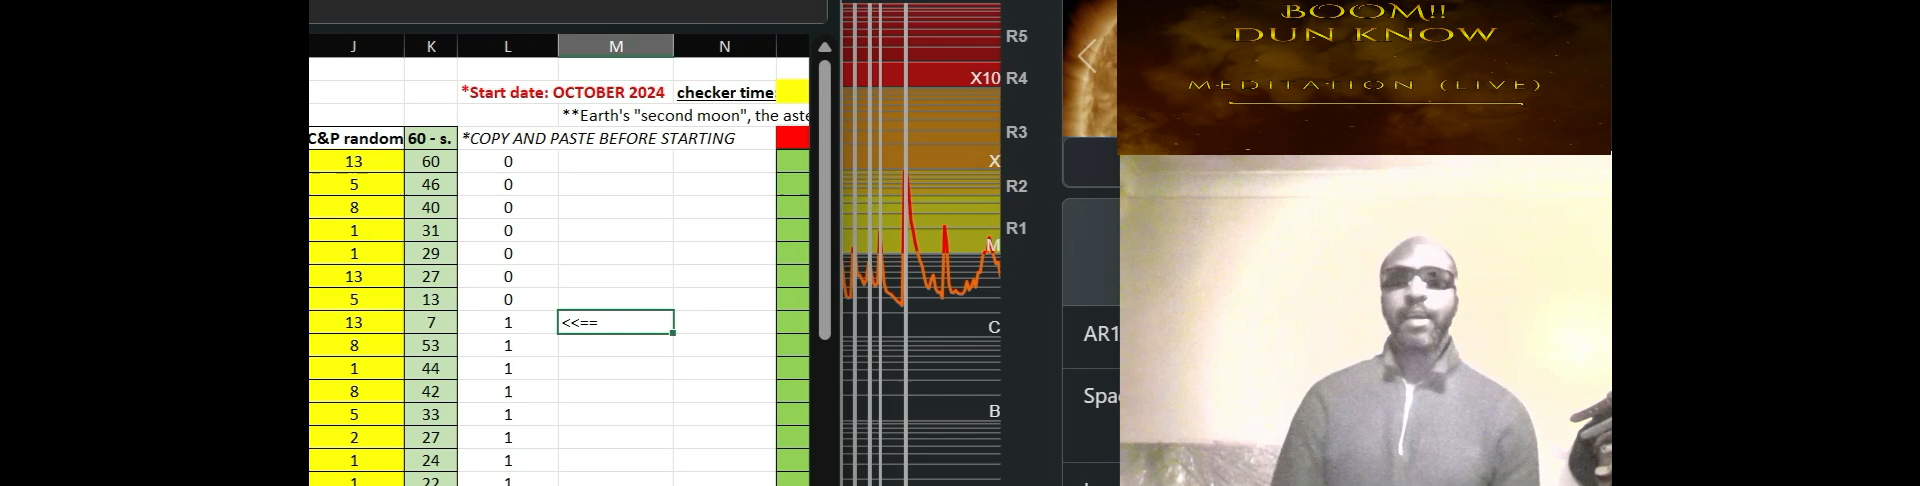 J K L M N
*Start date: OCTOBER 2024 checker time:
**Earth's "second moon", the aste
C&P random 60 - s. *COPY AND PASTE BEFORE STARTING
13 60 0
5 46 0
8 40 0
1 31 0
1 29 0
13 27 0
5 13 0
13 7 1 <<==
8 53 1
1 44 1
8 42 1
5 33 1
2 27 1
1 24 1
1 22 1
R5
X10 R4
R3
X
R2
R1
M
C
B
AR1
Spa
BOOM!!
DUN KNOW
MEDITATION (LIVE)